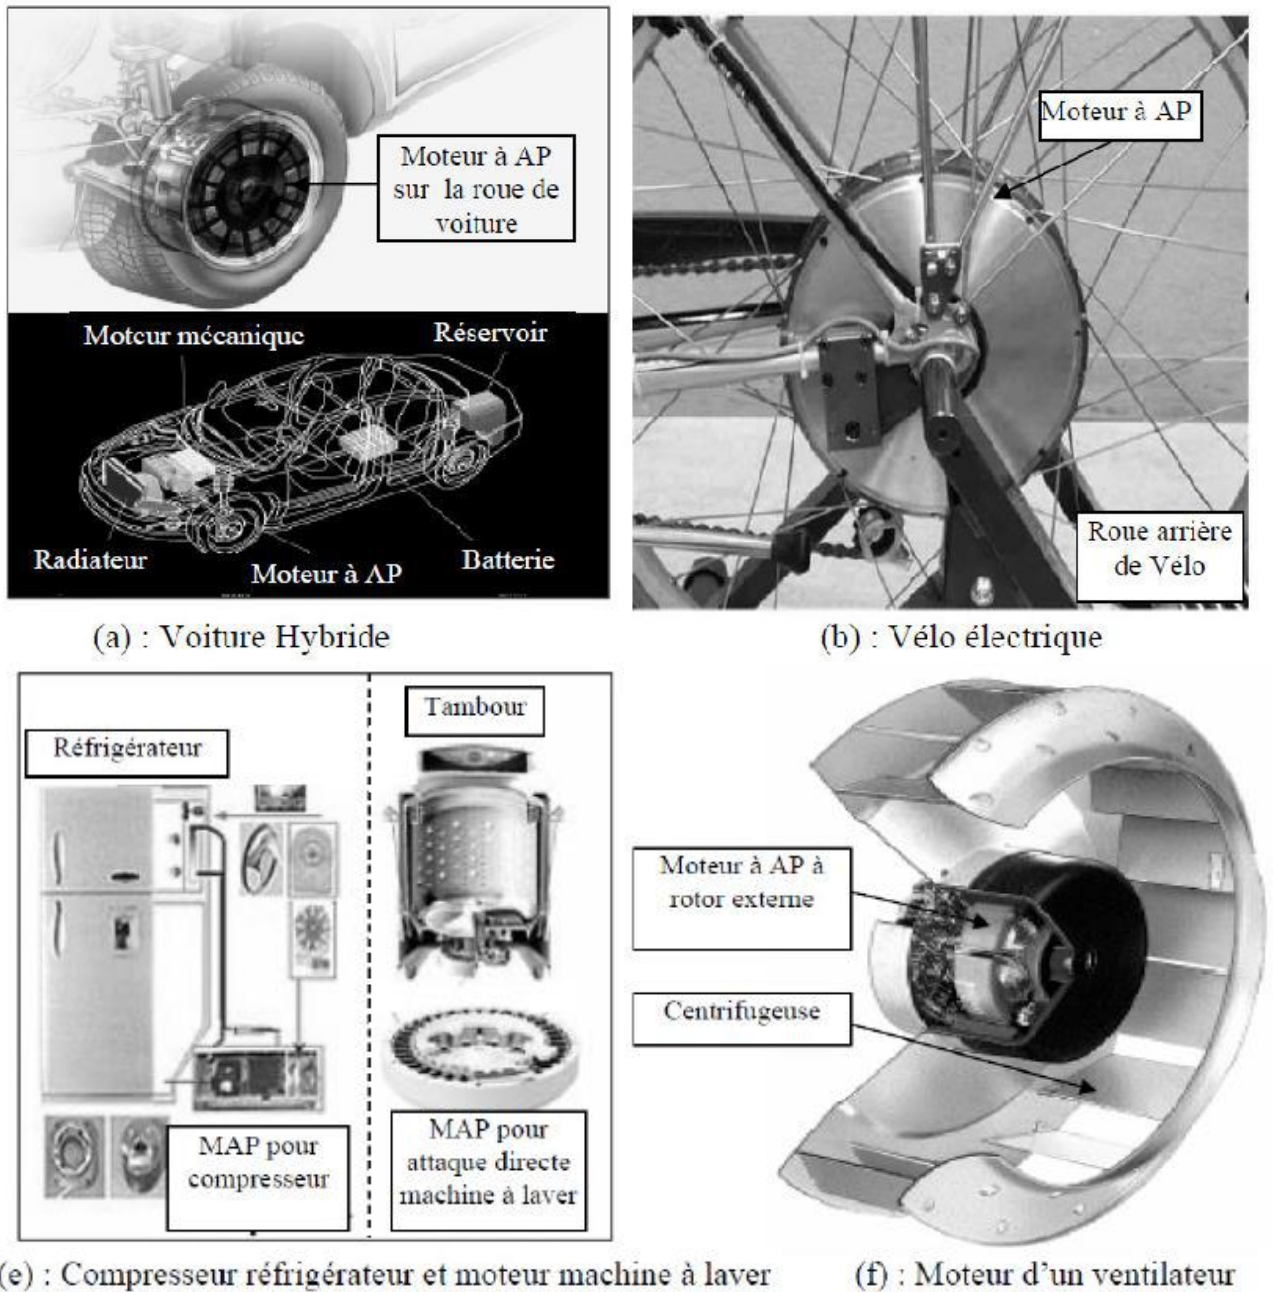 Moteur à AP
sur la roue de
voiture
Moteur mécanique
Réservoir
Radiateur
Moteur à AP
Batterie
(a) : Voiture Hybride
Moteur à AP
Roue arrière
de Vélo
(b) : Vélo électrique
Réfrigérateur
Tambour
MAP pour
compresseur
MAP pour
attaque directe
machine à laver
(e) : Compresseur réfrigérateur et moteur machine à laver
Moteur à AP à
rotor externe
Centrifugeuse
(f) : Moteur d'un ventilateur